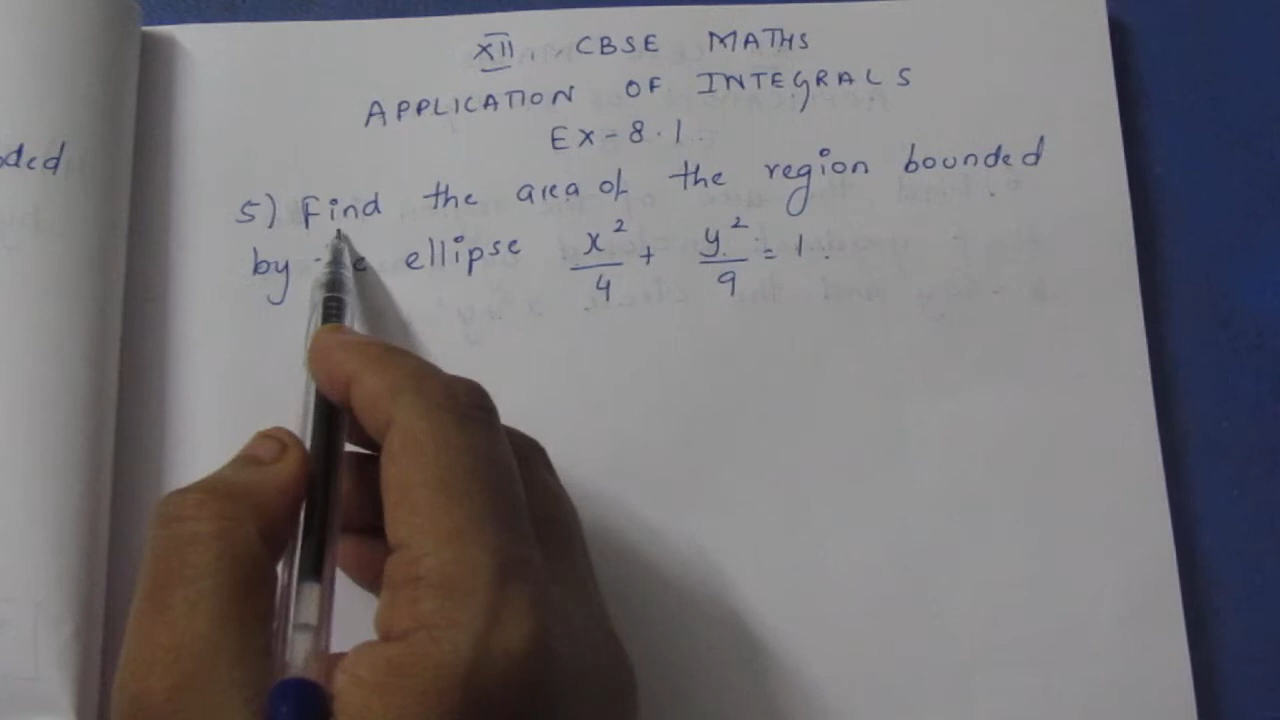 XII. CBSE MATHS
APPLICATION OF INTEGRALS
EX-8.1.
5) Find the area of the region bounded
by ellipse x²/4 + y²/9 = 1.